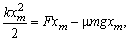 kx_m^2/2 = Fx_m − μmgx_m,